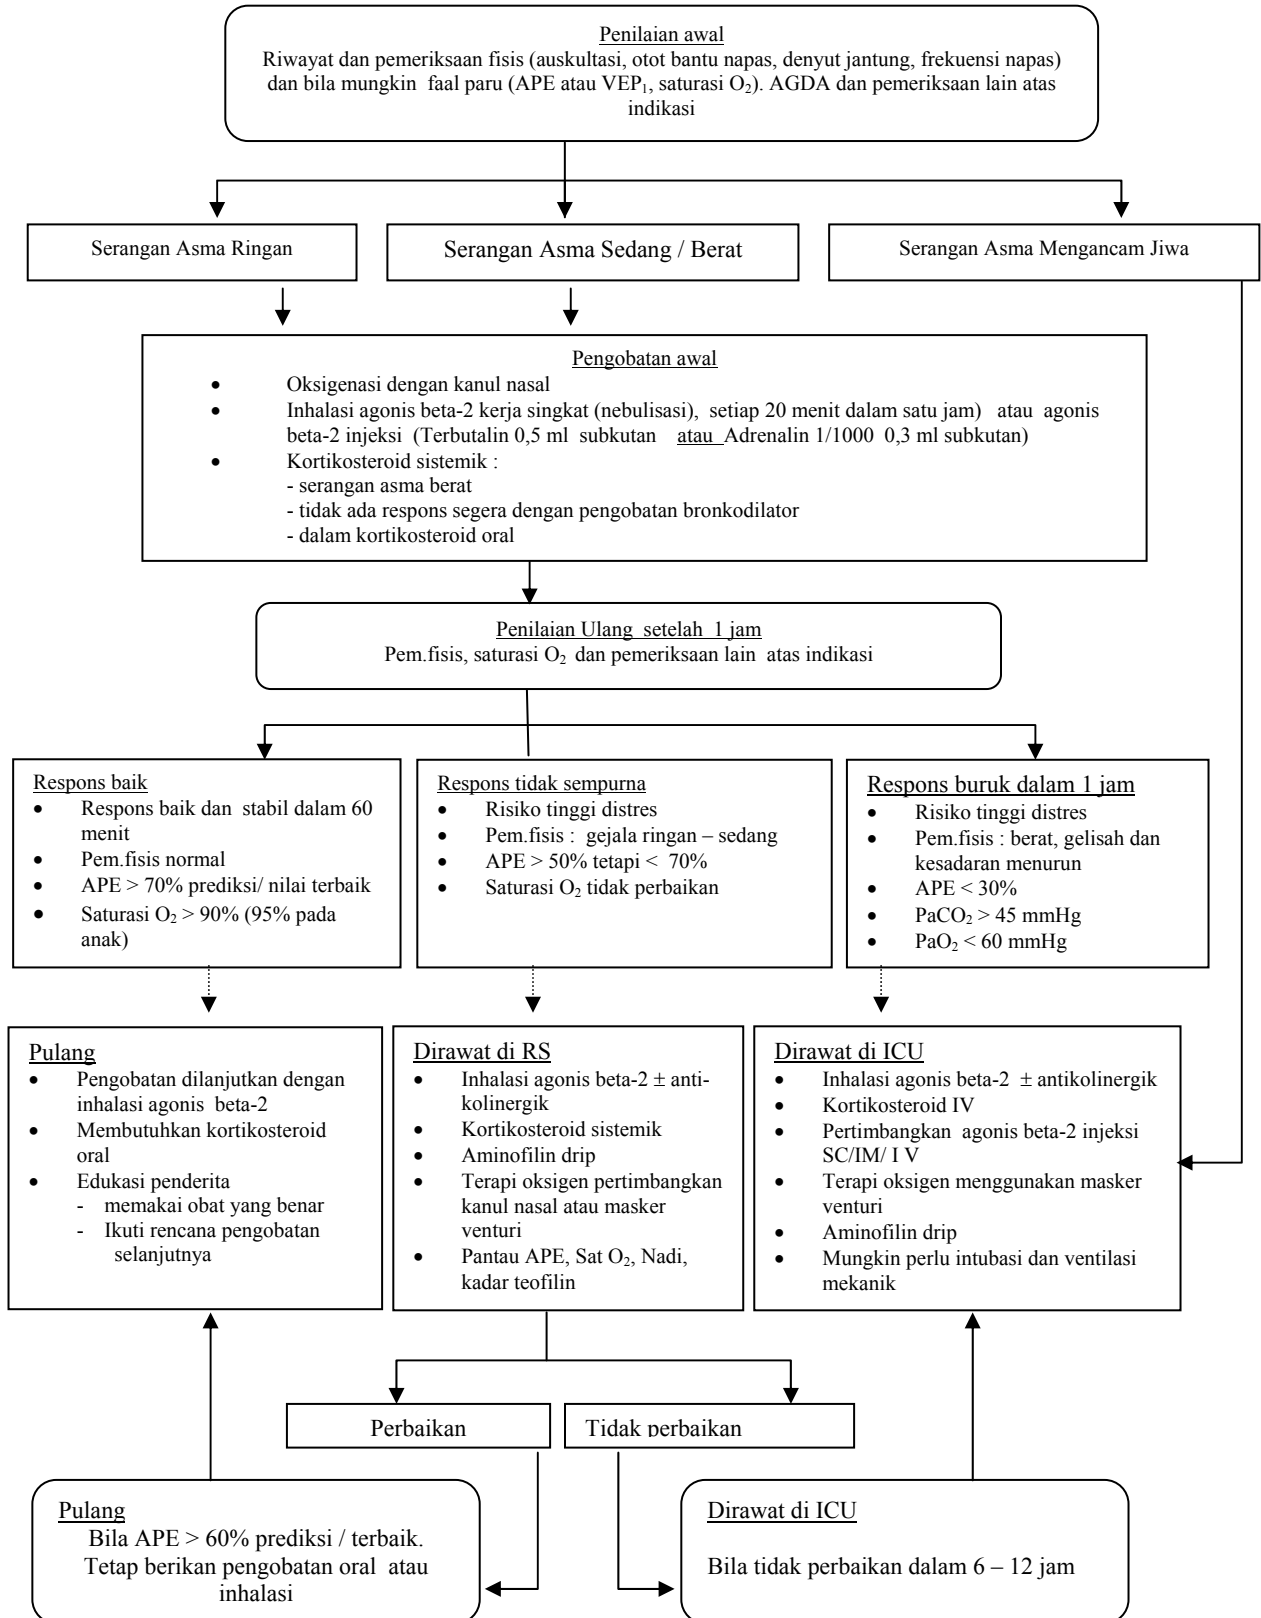 Penilaian awal
Riwayat dan pemeriksaan fisis (auskultasi, otot bantu napas, denyut jantung, frekuensi napas)
dan bila mungkin faal paru (APE atau VEP₁, saturasi O₂). AGDA dan pemeriksaan lain atas
indikasi
Serangan Asma Ringan
Serangan Asma Sedang / Berat
Serangan Asma Mengancam Jiwa
Pengobatan awal
• Oksigenasi dengan kanul nasal
• Inhalasi agonis beta-2 kerja singkat (nebulisasi), setiap 20 menit dalam satu jam) atau agonis
beta-2 injeksi (Terbutalin 0,5 ml subkutan atau Adrenalin 1/1000 0,3 ml subkutan)
• Kortikosteroid sistemik :
- serangan asma berat
- tidak ada respons segera dengan pengobatan bronkodilator
- dalam kortikosteroid oral
Penilaian Ulang setelah 1 jam
Pem.fisis, saturasi O₂ dan pemeriksaan lain atas indikasi
Respons baik
• Respons baik dan stabil dalam 60
menit
• Pem.fisis normal
• APE > 70% prediksi/ nilai terbaik
• Saturasi O₂ > 90% (95% pada
anak)
Respons tidak sempurna
• Risiko tinggi distres
• Pem.fisis : gejala ringan – sedang
• APE > 50% tetapi < 70%
• Saturasi O₂ tidak perbaikan
Respons buruk dalam 1 jam
• Risiko tinggi distres
• Pem.fisis : berat, gelisah dan
kesadaran menurun
• APE < 30%
• PaCO₂ > 45 mmHg
• PaO₂ < 60 mmHg
Pulang
• Pengobatan dilanjutkan dengan
inhalasi agonis beta-2
• Membutuhkan kortikosteroid
oral
• Edukasi penderita
- memakai obat yang benar
- Ikuti rencana pengobatan
selanjutnya
Dirawat di RS
• Inhalasi agonis beta-2 ± anti-
kolinergik
• Kortikosteroid sistemik
• Aminofilin drip
• Terapi oksigen pertimbangkan
kanul nasal atau masker
venturi
• Pantau APE, Sat O₂, Nadi,
kadar teofilin
Dirawat di ICU
• Inhalasi agonis beta-2 ± antikolinergik
• Kortikosteroid IV
• Pertimbangkan agonis beta-2 injeksi
SC/IM/ I V
• Terapi oksigen menggunakan masker
venturi
• Aminofilin drip
• Mungkin perlu intubasi dan ventilasi
mekanik
Perbaikan
Tidak perbaikan
Pulang
Bila APE > 60% prediksi / terbaik.
Tetap berikan pengobatan oral atau
inhalasi
Dirawat di ICU
Bila tidak perbaikan dalam 6 – 12 jam